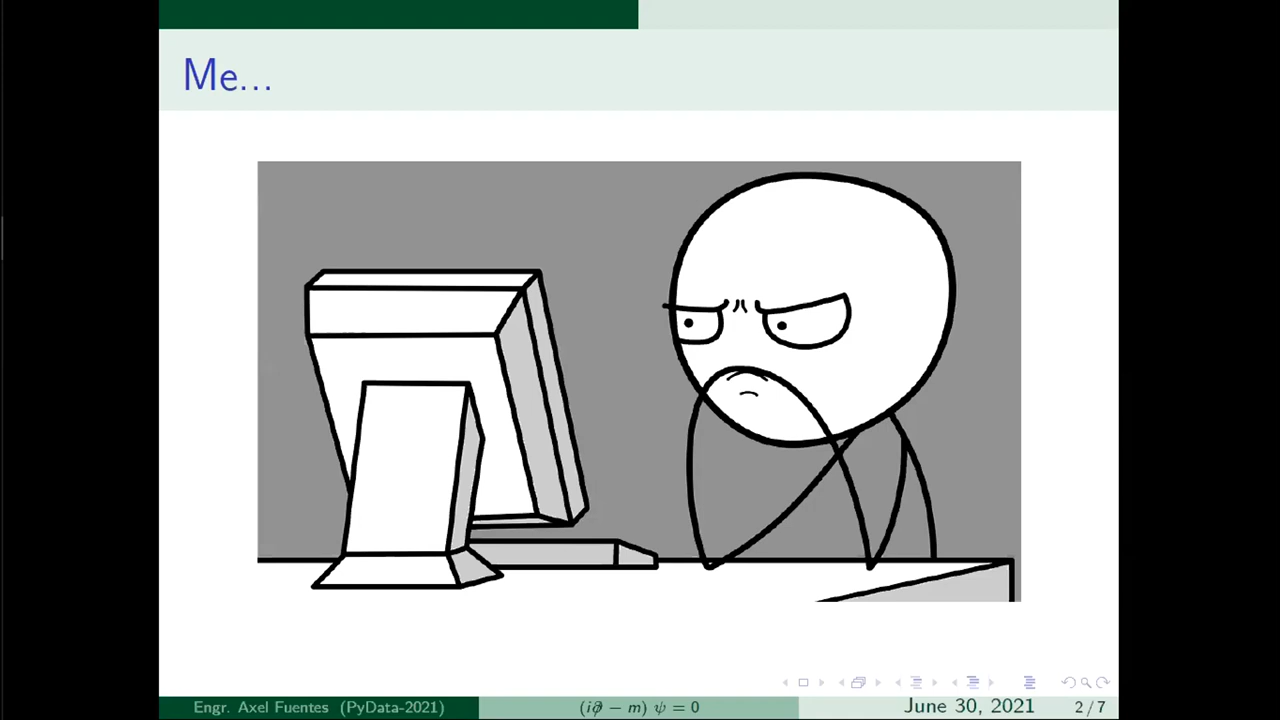 Me...
Engr. Axel Fuentes (PyData-2021)
(i∂̸ − m) ψ = 0
June 30, 2021
2 / 7